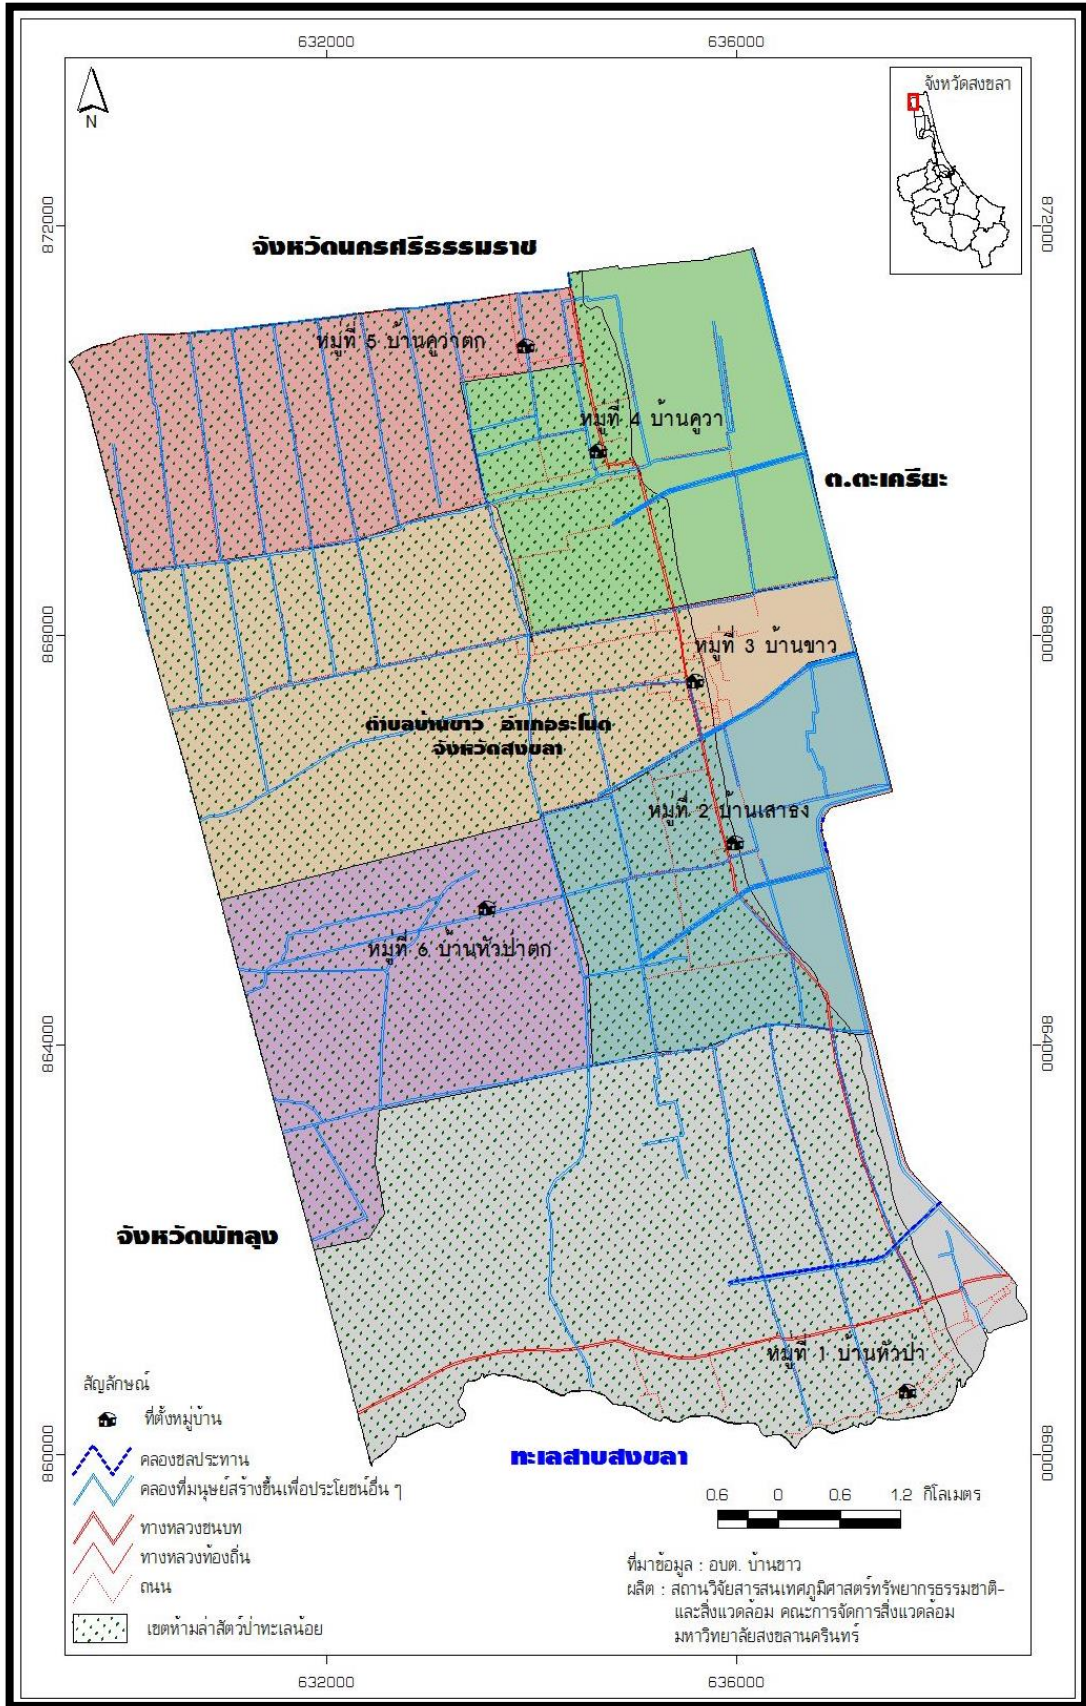 632000
636000
N
จังหวัดสงขลา
872000
872000
จังหวัดนครศรีธรรมราช
หมู่ที่ 5 บ้านคูวาตก
หมู่ที่ 4 บ้านคูวา
ต.ตะเครียะ
868000
868000
หมู่ที่ 3 บ้านขาว
ตำบลบ้านขาว อำเภอระโนด
จังหวัดสงขลา
หมู่ที่ 2 บ้านเสาธง
หมู่ที่ 6 บ้านหัวป่าตก
864000
864000
จังหวัดพัทลุง
หมู่ที่ 1 บ้านหัวป่า
860000
860000
ทะเลสาบสงขลา
สัญลักษณ์
ที่ตั้งหมู่บ้าน
คลองชลประทาน
คลองที่มนุษย์สร้างขึ้นเพื่อประโยชน์อื่น ๆ
ทางหลวงชนบท
ทางหลวงท้องถิ่น
ถนน
เขตห้ามล่าสัตว์ป่าทะเลน้อย
0.6 0 0.6 1.2 กิโลเมตร
ที่มาข้อมูล : อบต. บ้านขาว
ผลิต : สถานวิจัยสารสนเทศภูมิศาสตร์ทรัพยากรธรรมชาติ-
และสิ่งแวดล้อม คณะการจัดการสิ่งแวดล้อม
มหาวิทยาลัยสงขลานครินทร์
632000
636000